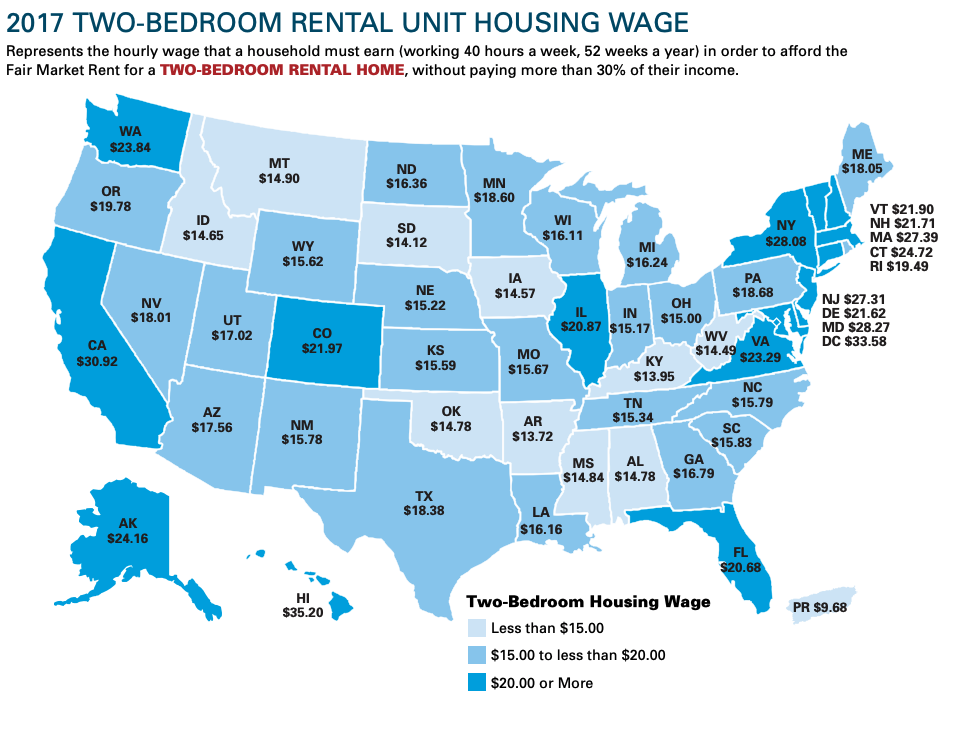 2017 TWO-BEDROOM RENTAL UNIT HOUSING WAGE
Represents the hourly wage that a household must earn (working 40 hours a week, 52 weeks a year) in order to afford the
Fair Market Rent for a TWO-BEDROOM RENTAL HOME, without paying more than 30% of their income.
WA
$23.84
MT
$14.90
ND
$16.36
MN
$18.60
ME
$18.05
OR
$19.78
ID
$14.65
SD
$14.12
WI
$16.11
MI
$16.24
NY
$28.08
VT $21.90
NH $21.71
MA $27.39
CT $24.72
RI $19.49
WY
$15.62
IA
$14.57
NE
$15.22
PA
$18.68
NJ $27.31
DE $21.62
MD $28.27
DC $33.58
NV
$18.01
UT
$17.02
CO
$21.97
IL
$20.87
IN
$15.17
OH
$15.00
WV
$14.49
VA
$23.29
CA
$30.92
KS
$15.59
MO
$15.67
KY
$13.95
NC
$15.79
TN
$15.34
AZ
$17.56
NM
$15.78
OK
$14.78
AR
$13.72
SC
$15.83
MS
$14.84
AL
$14.78
GA
$16.79
TX
$18.38
LA
$16.16
AK
$24.16
FL
$20.68
HI
$35.20
PR $9.68
Two-Bedroom Housing Wage
Less than $15.00
$15.00 to less than $20.00
$20.00 or More